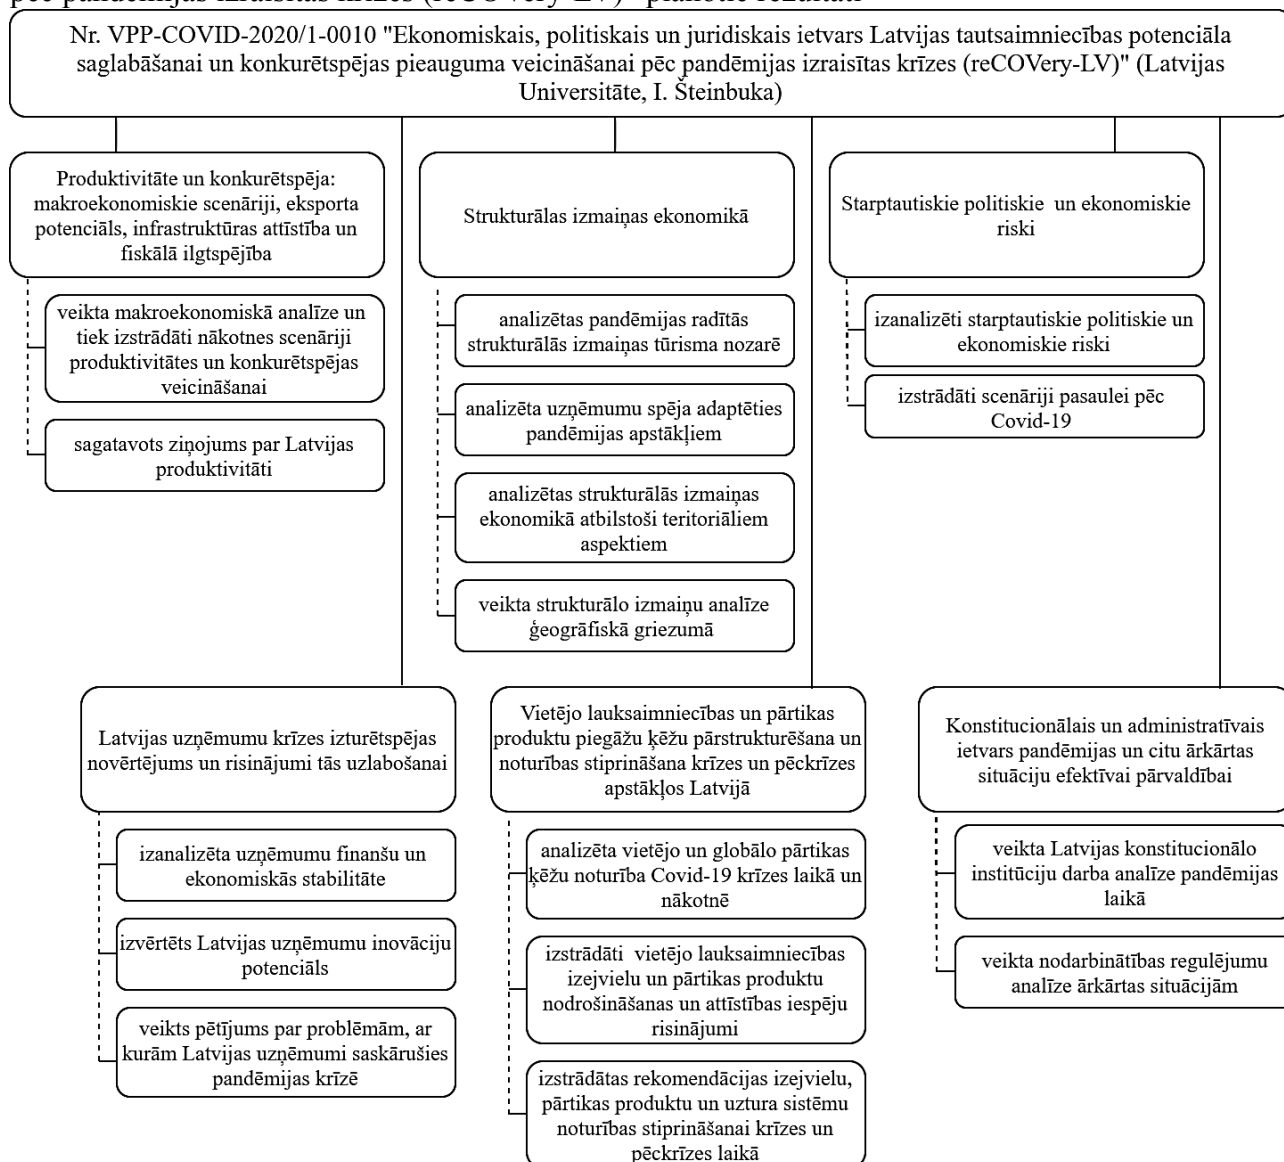 pēc pandēmijas izraisītās krīzes (reCOVery-LV)" plānotie rezultāti
Nr. VPP-COVID-2020/1-0010 "Ekonomiskais, politiskais un juridiskais ietvars Latvijas tautsaimniecības potenciāla
saglabāšanai un konkurētspējas pieauguma veicināšanai pēc pandēmijas izraisītas krīzes (reCOVery-LV)" (Latvijas
Universitāte, I. Šteinbuka)
Produktivitāte un konkurētspēja:
makroekonomiskie scenāriji, eksporta
potenciāls, infrastruktūras attīstība un
fiskālā ilgtspējība
veikta makroekonomiskā analīze un
tiek izstrādāti nākotnes scenāriji
produktivitātes un konkurētspējas
veicināšanai
sagatavots ziņojums par Latvijas
produktivitāti
Strukturālas izmaiņas ekonomikā
analizētas pandēmijas radītās
strukturālās izmaiņas tūrisma nozarē
analizēta uzņēmumu spēja adaptēties
pandēmijas apstākļiem
analizētas strukturālās izmaiņas
ekonomikā atbilstoši teritoriāliem
aspektiem
veikta strukturālo izmaiņu analīze
ģeogrāfiskā griezumā
Starptautiskie politiskie un ekonomiskie
riski
izanalizēti starptautiskie politiskie un
ekonomiskie riski
izstrādāti scenāriji pasaulei pēc
Covid-19
Latvijas uzņēmumu krīzes izturētspējas
novērtējums un risinājumi tās uzlabošanai
izanalizēta uzņēmumu finanšu un
ekonomiskās stabilitāte
izvērtēts Latvijas uzņēmumu inovāciju
potenciāls
veikts pētījums par problēmām, ar
kurām Latvijas uzņēmumi saskārušies
pandēmijas krīzē
Vietējo lauksaimniecības un pārtikas
produktu piegāžu ķēžu pārstrukturēšana un
noturības stiprināšana krīzes un pēckrīzes
apstākļos Latvijā
analizēta vietējo un globālo pārtikas
ķēžu noturība Covid-19 krīzes laikā un
nākotnē
izstrādāti vietējo lauksaimniecības
izejvielu un pārtikas produktu
nodrošināšanas un attīstības iespēju
risinājumi
izstrādātas rekomendācijas izejvielu,
pārtikas produktu un uztura sistēmu
noturības stiprināšanai krīzes un
pēckrīzes laikā
Konstitucionālais un administratīvais
ietvars pandēmijas un citu ārkārtas
situāciju efektīvai pārvaldībai
veikta Latvijas konstitucionālo
institūciju darba analīze pandēmijas
laikā
veikta nodarbinātības regulējumu
analīze ārkārtas situācijām